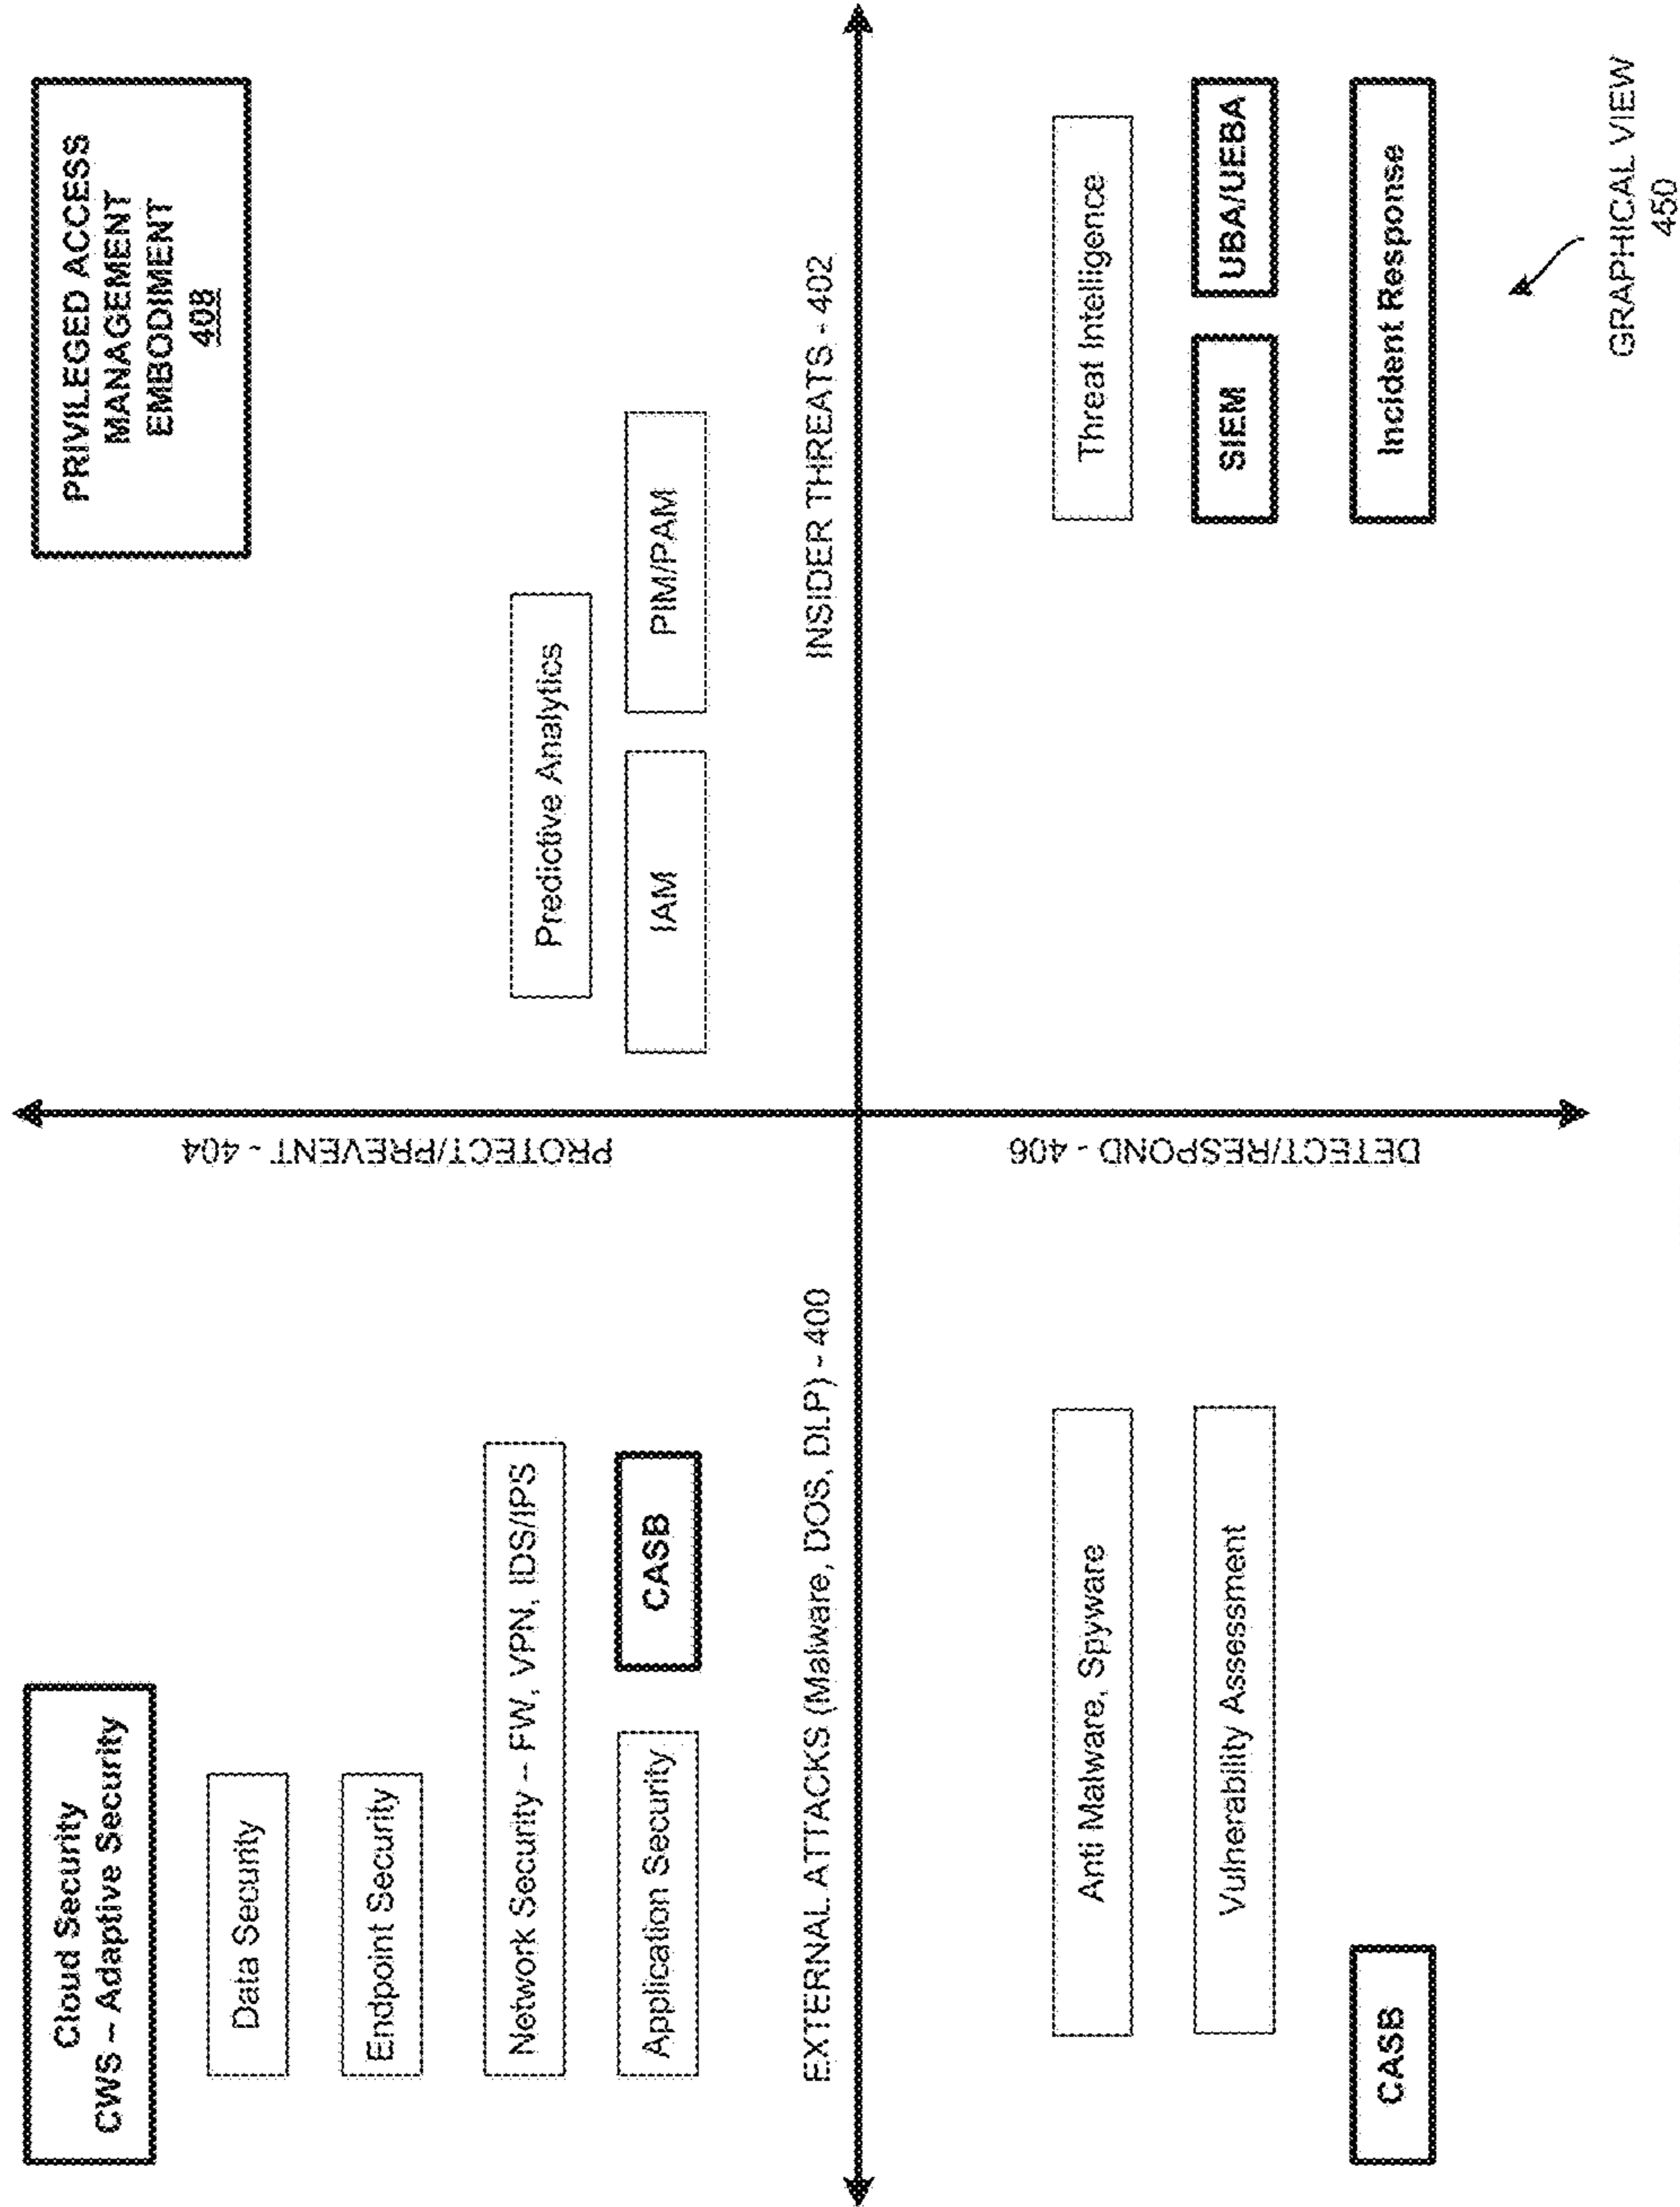 Cloud Security
CWS – Adaptive Security
Data Security
Endpoint Security
Network Security – FW, VPN, IDS/IPS
Application Security
CASB
PROTECT/PREVENT - 404
PRIVILEGED ACCESS
MANAGEMENT
EMBODIMENT
408
Predictive Analytics
IAM
PIM/PAM
EXTERNAL ATTACKS (Malware, DOS, DLP) - 400
INSIDER THREATS - 402
Anti Malware, Spyware
Vulnerability Assessment
CASB
DETECT/RESPOND - 406
Threat Intelligence
SIEM
UBA/UEBA
Incident Response
GRAPHICAL VIEW
450